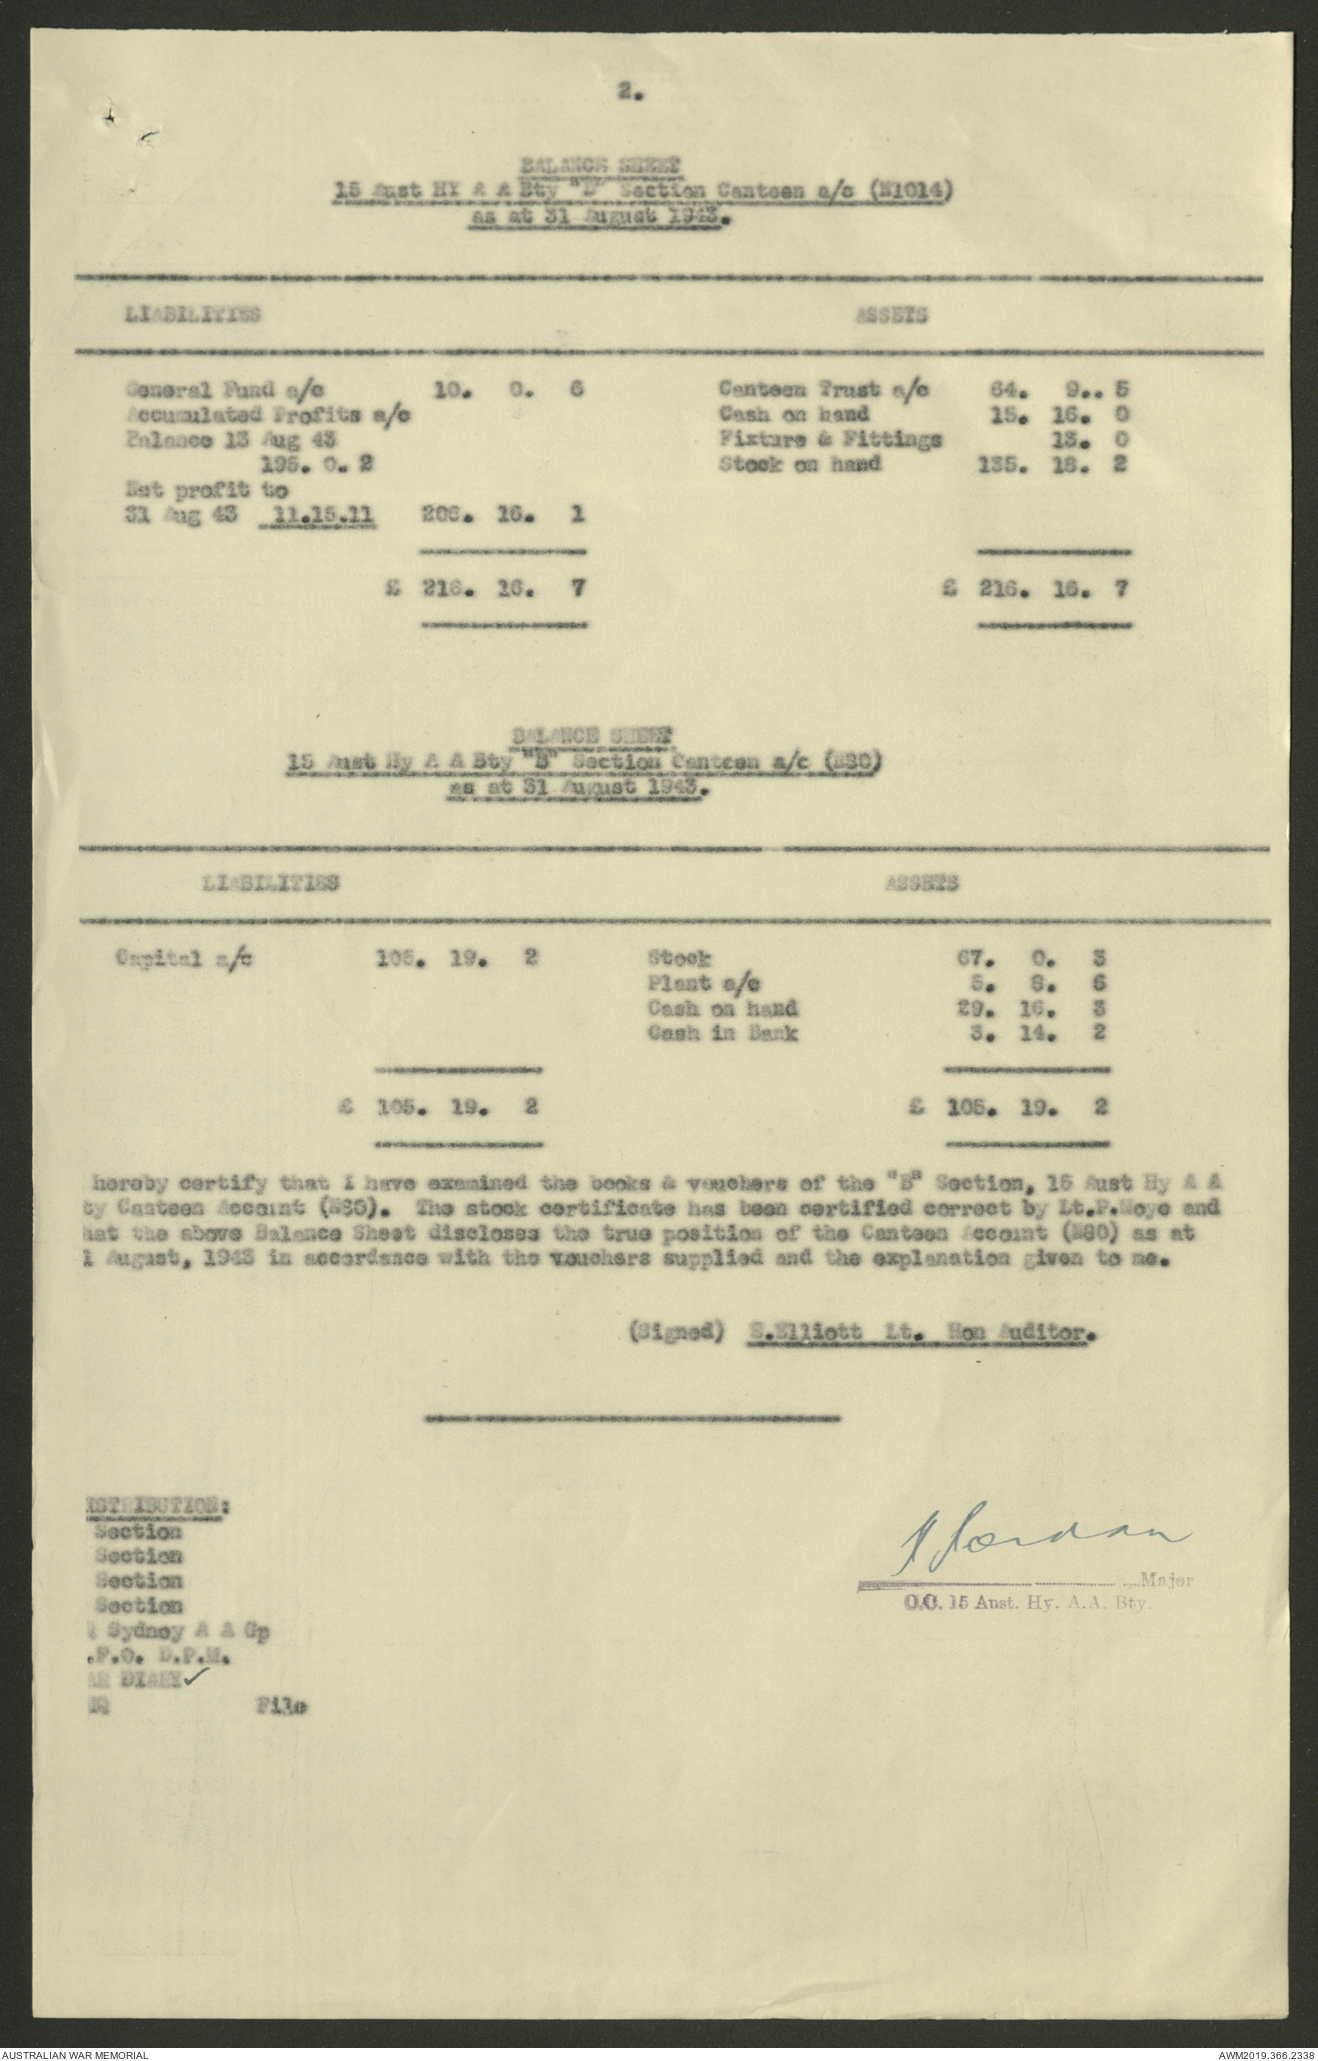 2.
BALANCE SHEET
15 Aust HY A A Bty "D" Section Canteen a/c (N1014)
as at 31 August 1943.
LIABILITIES ASSETS
General Fund a/c 10. 0. 6 Canteen Trust a/c 64. 9.. 5
Accumulated Profits a/c Cash on hand 15. 16. 0
Balance 13 Aug 43 Fixture & Fittings 13. 0
195. 0. 2 Stock on hand 135. 18. 2
Net profit to
31 Aug 43 11.15.11 206. 16. 1
£ 216. 16. 7 £ 216. 16. 7
BALANCE SHEET
15 Aust Hy A A Bty "B" Section Canteen a/c (N80)
as at 31 August 1943.
LIABILITIES ASSETS
Capital a/c 105. 19. 2 Stock 67. 0. 3
Plant a/c 5. 8. 6
Cash on hand 29. 16. 3
Cash in Bank 3. 14. 2
£ 105. 19. 2 £ 105. 19. 2
hereby certify that I have examined the books & vouchers of the "B" Section, 15 Aust Hy A A
ty Canteen Account (N80). The stock certificate has been certified correct by Lt.P. and
hat the above Balance Sheet discloses the true position of the Canteen Account (N80) as at
1 August, 1943 in accordance with the vouchers supplied and the explanation given to me.
(Signed) Elliott Lt. Hon Auditor.
ISTRIBUTION:
Section
Section
Section
Section
Sydney A A Gp
.F.O. D.P.M.
AR DIARY ✓
File
Jordan
Major
O.C. 15 Aust. Hy. A.A. Bty.
AUSTRALIAN WAR MEMORIAL AWM2019.366.2338